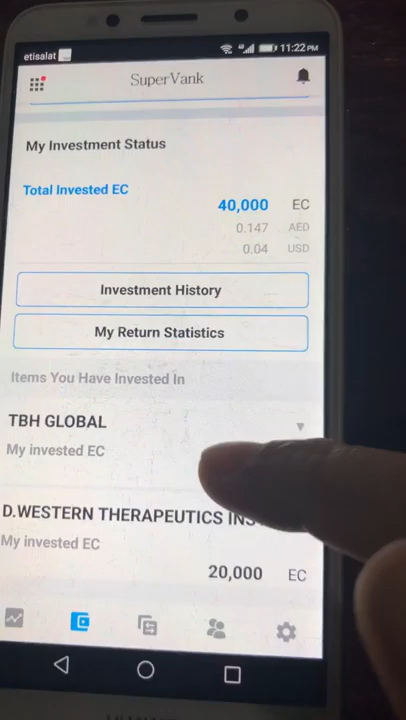 etisalat
4G
11:22 PM
SuperVank
My Investment Status
Total Invested EC
40,000 EC
0.147 AED
0.04 USD
Investment History
My Return Statistics
Items You Have Invested In
TBH GLOBAL
My invested EC
D.WESTERN THERAPEUTICS INS
My invested EC
20,000 EC